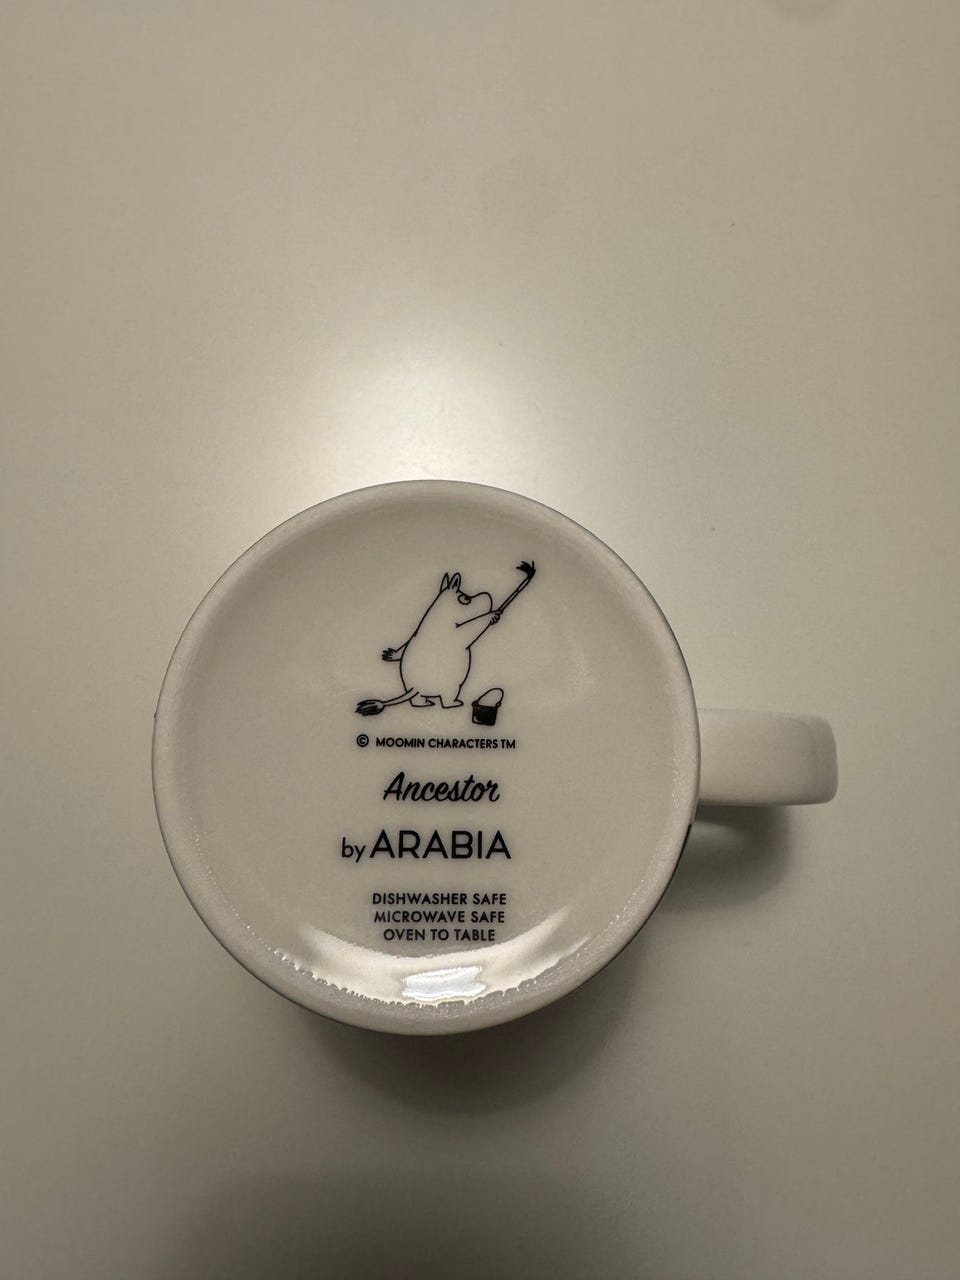 © MOOMIN CHARACTERS TM
Ancestor
by ARABIA
DISHWASHER SAFE
MICROWAVE SAFE
OVEN TO TABLE